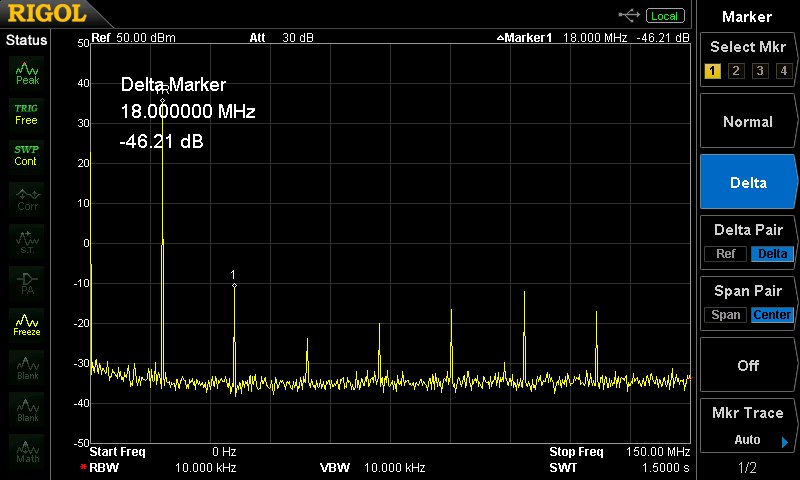 RIGOL
Local
Marker
Status
Ref 50.00 dBm
Att 30 dB
Marker1 18.000 MHz -46.21 dB
Select Mkr
1 2 3 4
Peak
TRIG
Free
SWP
Cont
Corr
S.T.
PA
Freeze
Blank
Blank
Math
50
40
30
20
10
0
-10
-20
-30
-40
-50
Delta Marker
18.000000 MHz
-46.21 dB
1
Normal
Delta
Delta Pair
Ref Delta
Span Pair
Span Center
Off
Mkr Trace
Auto
1/2
Start Freq 0 Hz
Stop Freq 150.00 MHz
RBW 10.000 kHz
VBW 10.000 kHz
SWT 1.5000 s